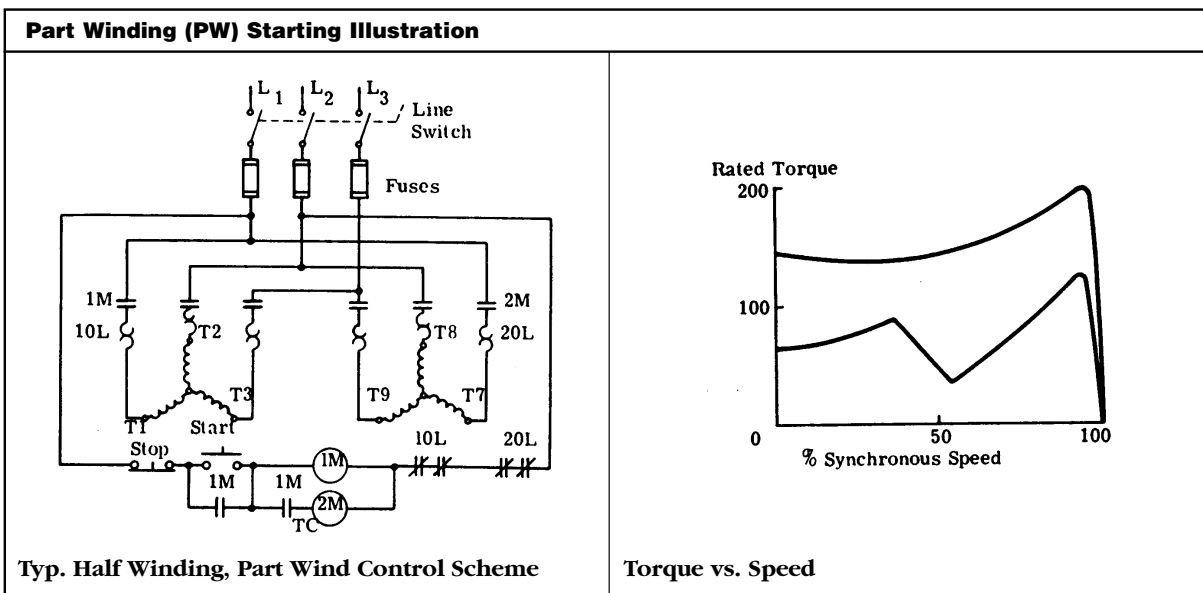 Part Winding (PW) Starting Illustration
L1 L2 L3
Line
Switch
Fuses
1M
10L
T2
T8
2M
20L
T1
T3
T9
T7
Stop
Start
1M
10L
20L
1M
1M
2M
TC
Typ. Half Winding, Part Wind Control Scheme
Rated Torque
200
100
0
50
100
% Synchronous Speed
Torque vs. Speed